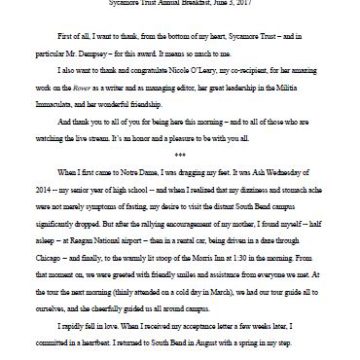 Sycamore Trust Annual Breakfast, June 3, 2017
First of all, I want to thank, from the bottom of my heart, Sycamore Trust – and in
particular Mr. Dempsey – for this award. It means so much to me.
I also want to thank and congratulate Nicole O'Leary, my co-recipient, for her amazing
work on the Rover as a writer and as managing editor, her great leadership in the Militia
Immaculata, and her wonderful friendship.
And thank you to all of you for being here this morning – and to all of those who are
watching the live stream. It's an honor and a pleasure to be with you all.
***
When I first came to Notre Dame, I was dragging my feet. It was Ash Wednesday of
2014 -- my senior year of high school -- and when I realized that my dizziness and stomach ache
were not merely symptoms of fasting, my desire to visit the distant South Bend campus
significantly dropped. But after the rallying encouragement of my mother, I found myself -- half
asleep -- at Reagan National airport -- then in a rental car, being driven in a daze through
Chicago -- and finally, to the warmly lit stoop of the Morris Inn at 1:30 in the morning. From
that moment on, we were greeted with friendly smiles and assistance from everyone we met. At
the tour the next morning (thinly attended on a cold day in March), we had our tour guide all to
ourselves, and she cheerfully guided us all around campus.
I rapidly fell in love. When I received my acceptance letter a few weeks later, I
committed in a heartbeat. I returned to South Bend in August with a spring in my step.